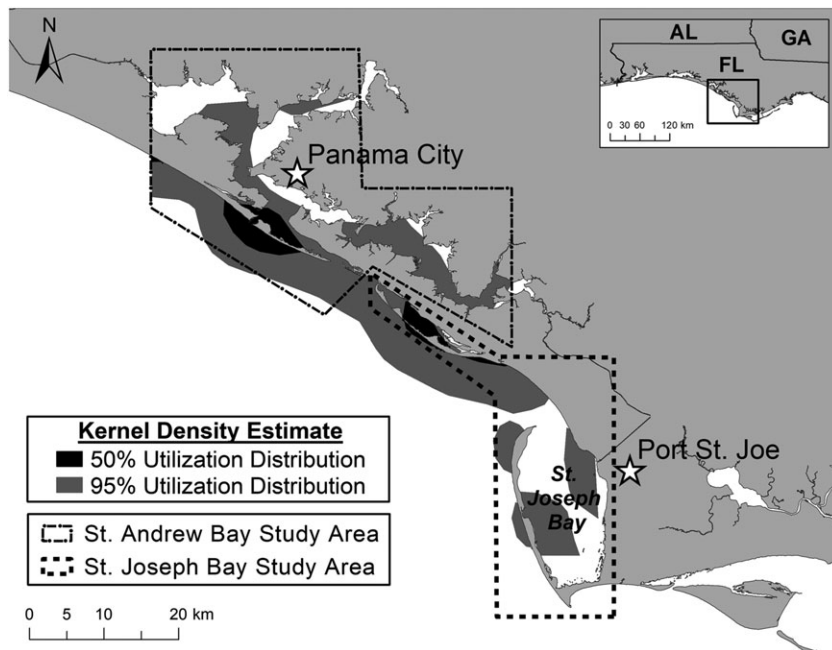 N
AL
GA
FL
0 30 60 120 km
Panama City
Port St. Joe
St.
Joseph
Bay
Kernel Density Estimate
50% Utilization Distribution
95% Utilization Distribution
St. Andrew Bay Study Area
St. Joseph Bay Study Area
0 5 10 20 km